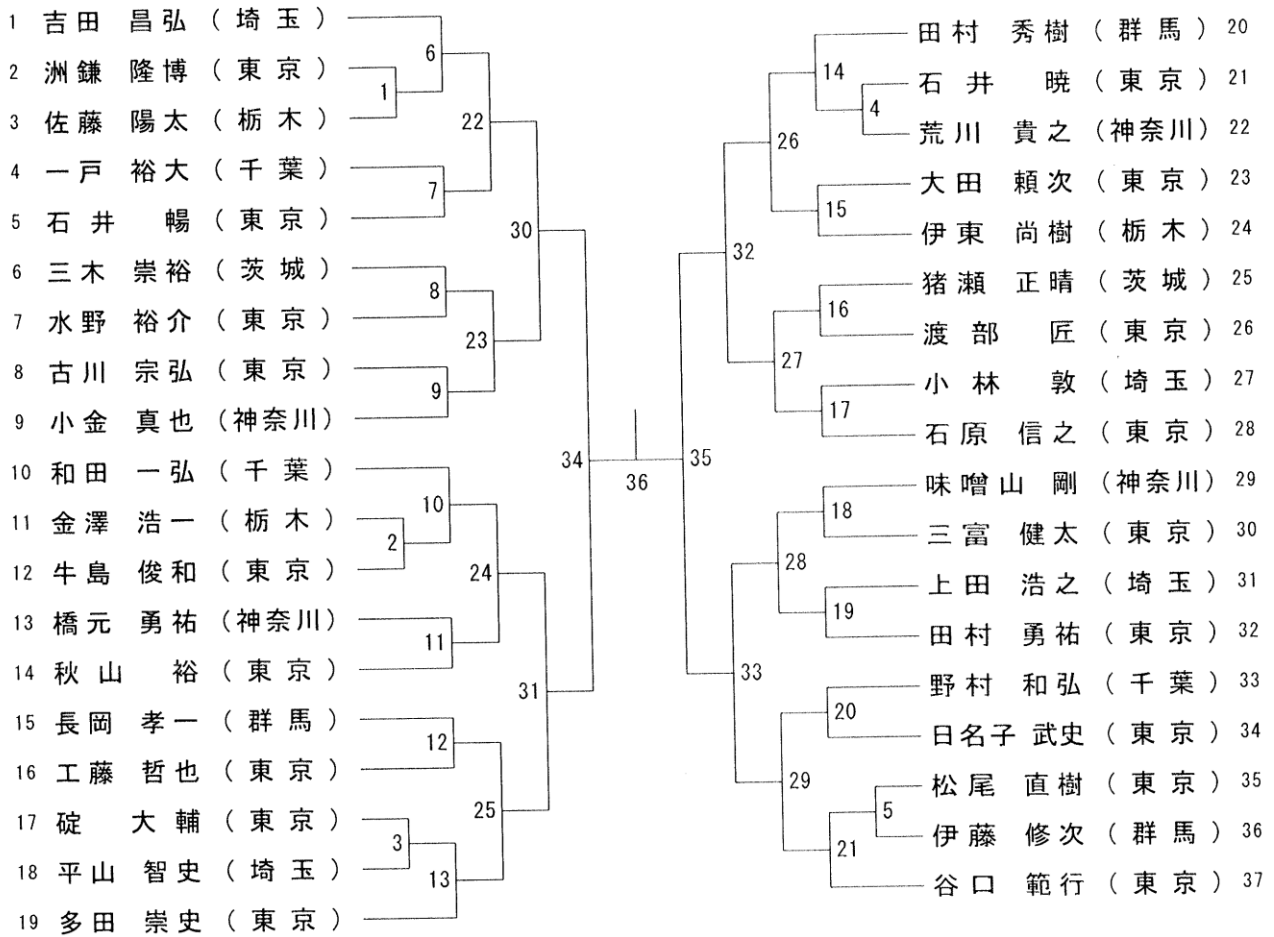 1 吉田 昌弘 (埼玉)
2 洲鎌 隆博 (東京)
3 佐藤 陽太 (栃木)
4 一戸 裕大 (千葉)
5 石井 暢 (東京)
6 三木 崇裕 (茨城)
7 水野 裕介 (東京)
8 古川 宗弘 (東京)
9 小金 真也 (神奈川)
10 和田 一弘 (千葉)
11 金澤 浩一 (栃木)
12 牛島 俊和 (東京)
13 橋元 勇祐 (神奈川)
14 秋山 裕 (東京)
15 長岡 孝一 (群馬)
16 工藤 哲也 (東京)
17 碇 大輔 (東京)
18 平山 智史 (埼玉)
19 多田 崇史 (東京)
6
1
22
7
30
8
23
9
34
10
2
24
11
31
12
25
3
13
36
35
14
4
26
15
32
16
27
17
18
28
19
33
20
29
5
21
田村 秀樹 (群馬) 20
石井 暁 (東京) 21
荒川 貴之 (神奈川) 22
大田 頼次 (東京) 23
伊東 尚樹 (栃木) 24
猪瀬 正晴 (茨城) 25
渡部 匠 (東京) 26
小林 敦 (埼玉) 27
石原 信之 (東京) 28
味噌山 剛 (神奈川) 29
三富 健太 (東京) 30
上田 浩之 (埼玉) 31
田村 勇祐 (東京) 32
野村 和弘 (千葉) 33
日名子 武史 (東京) 34
松尾 直樹 (東京) 35
伊藤 修次 (群馬) 36
谷口 範行 (東京) 37